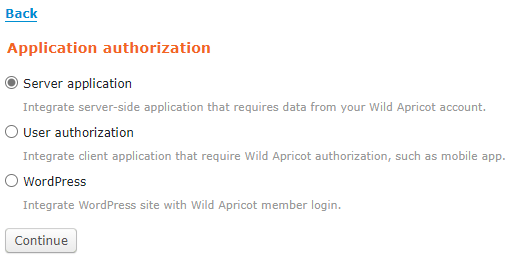 Back
Application authorization
Server application
Integrate server-side application that requires data from your Wild Apricot account.
User authorization
Integrate client application that require Wild Apricot authorization, such as mobile app.
WordPress
Integrate WordPress site with Wild Apricot member login.
Continue